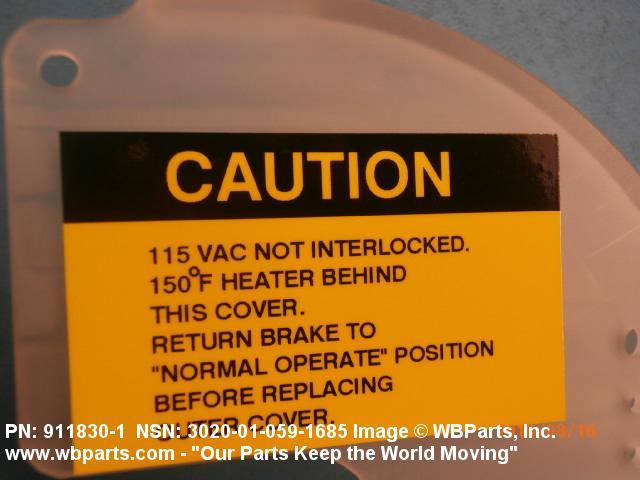 CAUTION
115 VAC NOT INTERLOCKED.
150°F HEATER BEHIND
THIS COVER.
RETURN BRAKE TO
"NORMAL OPERATE" POSITION
BEFORE REPLACING
OUTER COVER.
PN: 911830-1 NSN: 3020-01-059-1685 Image © WBParts, Inc.
www.wbparts.com - "Our Parts Keep the World Moving"